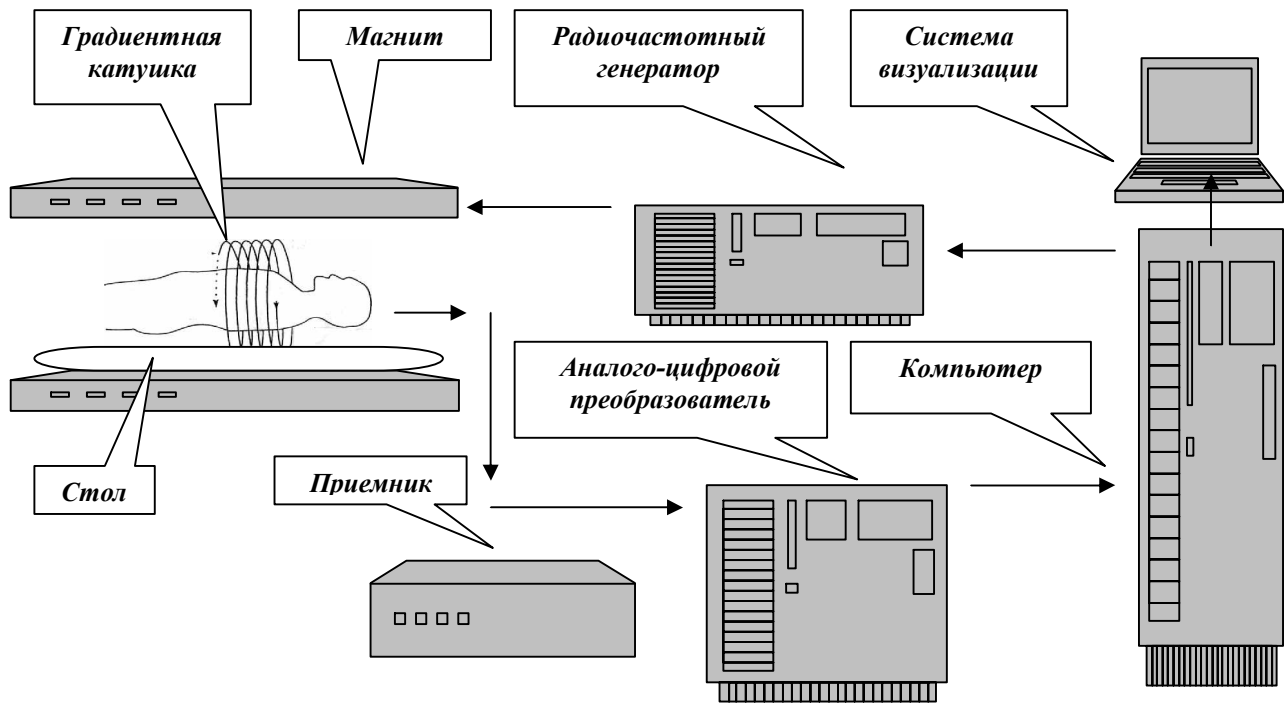 Градиентная
катушка
Магнит
Радиочастотный
генератор
Система
визуализации
Аналого-цифровой
преобразователь
Компьютер
Стол
Приемник